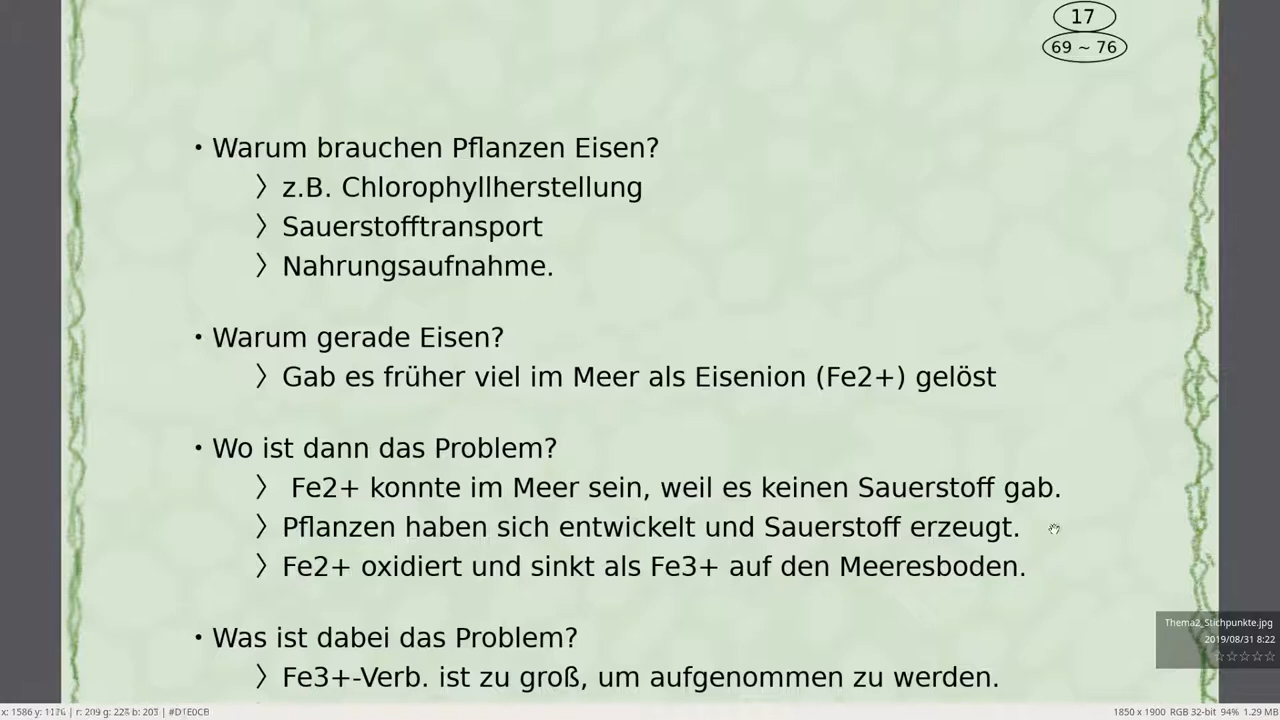 17
69 ~ 76
• Warum brauchen Pflanzen Eisen?
〉 z.B. Chlorophyllherstellung
〉 Sauerstofftransport
〉 Nahrungsaufnahme.
• Warum gerade Eisen?
〉 Gab es früher viel im Meer als Eisenion (Fe2+) gelöst
• Wo ist dann das Problem?
〉 Fe2+ konnte im Meer sein, weil es keinen Sauerstoff gab.
〉 Pflanzen haben sich entwickelt und Sauerstoff erzeugt.
〉 Fe2+ oxidiert und sinkt als Fe3+ auf den Meeresboden.
• Was ist dabei das Problem?
〉 Fe3+-Verb. ist zu groß, um aufgenommen zu werden.
Thema2_Stichpunkte.jpg
2019/08/31 8:22
☆☆☆☆☆
x: 1586 y: | r: 209 g: b: | #D1E0CB
1850 x 1900 RGB 32-bit 94% 1.29 MB